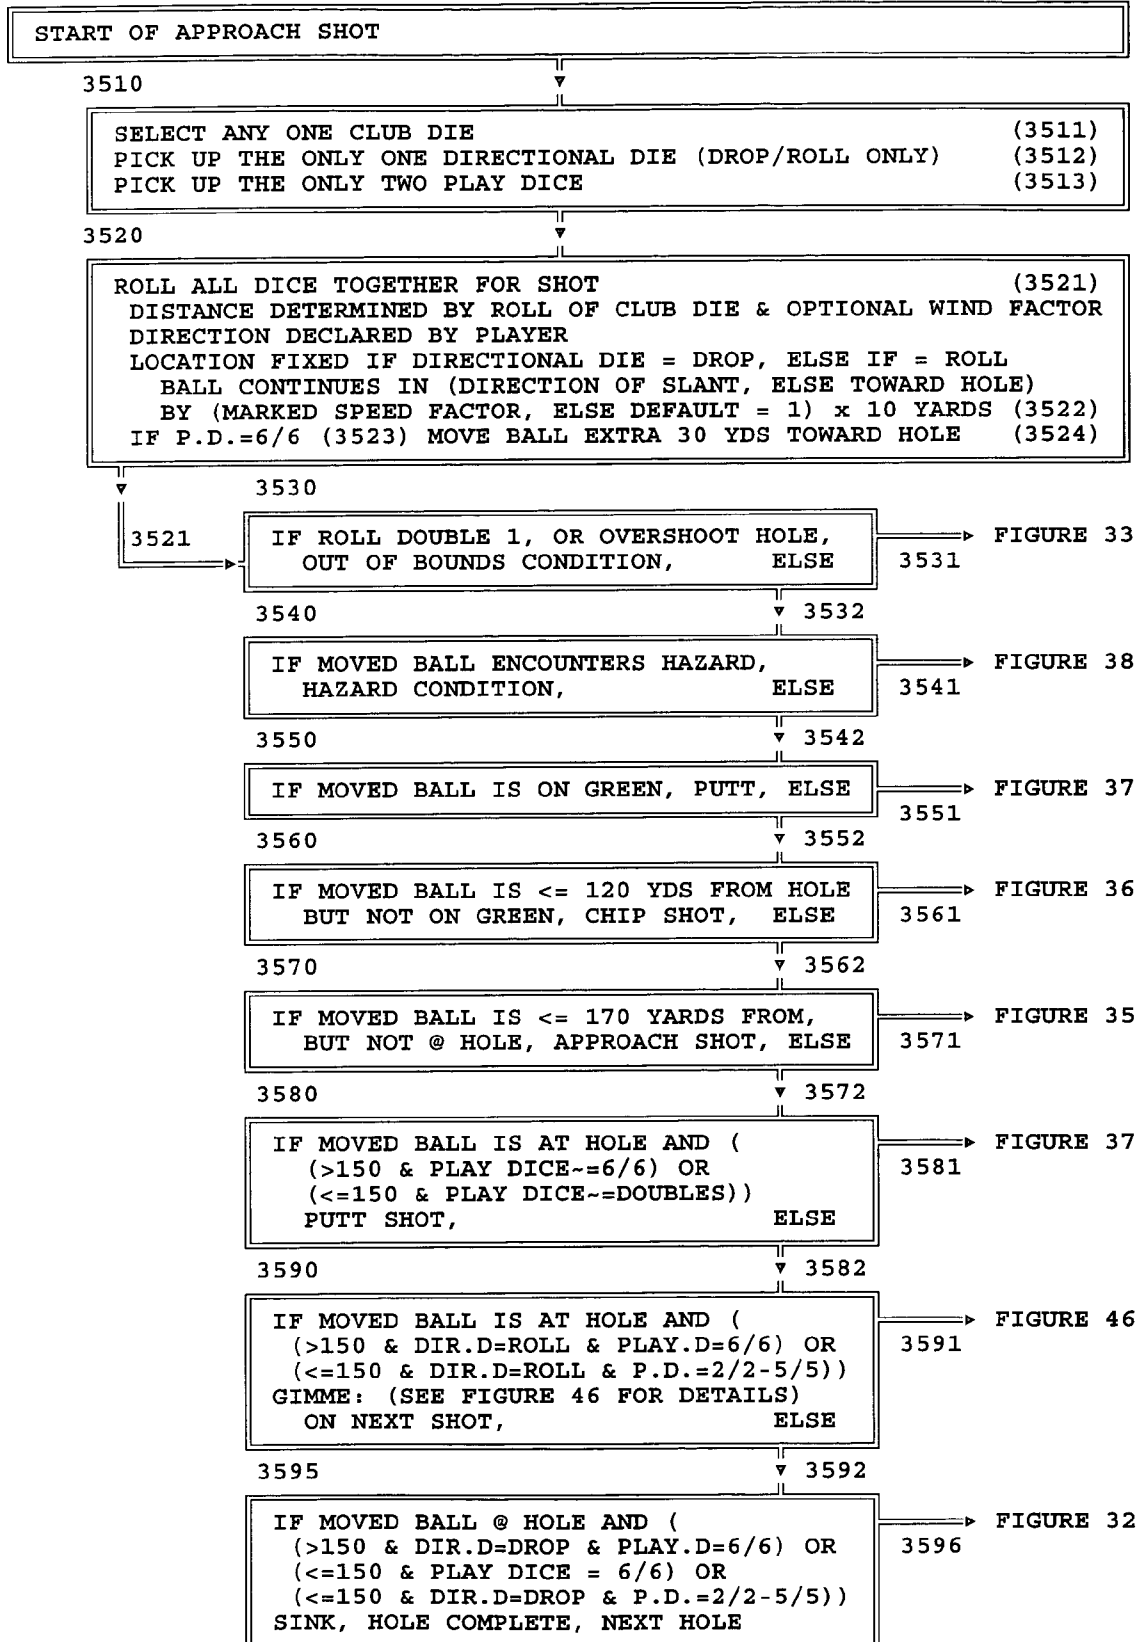 START OF APPROACH SHOT
3510
SELECT ANY ONE CLUB DIE (3511)
PICK UP THE ONLY ONE DIRECTIONAL DIE (DROP/ROLL ONLY) (3512)
PICK UP THE ONLY TWO PLAY DICE (3513)
3520
ROLL ALL DICE TOGETHER FOR SHOT (3521)
DISTANCE DETERMINED BY ROLL OF CLUB DIE & OPTIONAL WIND FACTOR
DIRECTION DECLARED BY PLAYER
LOCATION FIXED IF DIRECTIONAL DIE = DROP, ELSE IF = ROLL
BALL CONTINUES IN (DIRECTION OF SLANT, ELSE TOWARD HOLE)
BY (MARKED SPEED FACTOR, ELSE DEFAULT = 1) x 10 YARDS (3522)
IF P.D.=6/6 (3523) MOVE BALL EXTRA 30 YDS TOWARD HOLE (3524)
3530
3521
IF ROLL DOUBLE 1, OR OVERSHOOT HOLE,
OUT OF BOUNDS CONDITION, ELSE
FIGURE 33
3531
3540
3532
IF MOVED BALL ENCOUNTERS HAZARD,
HAZARD CONDITION, ELSE
FIGURE 38
3541
3550
3542
IF MOVED BALL IS ON GREEN, PUTT, ELSE
FIGURE 37
3551
3560
3552
IF MOVED BALL IS <= 120 YDS FROM HOLE
BUT NOT ON GREEN, CHIP SHOT, ELSE
FIGURE 36
3561
3570
3562
IF MOVED BALL IS <= 170 YARDS FROM,
BUT NOT @ HOLE, APPROACH SHOT, ELSE
FIGURE 35
3571
3580
3572
IF MOVED BALL IS AT HOLE AND (
(>150 & PLAY DICE~=6/6) OR
(<=150 & PLAY DICE~=DOUBLES))
PUTT SHOT, ELSE
FIGURE 37
3581
3590
3582
IF MOVED BALL IS AT HOLE AND (
(>150 & DIR.D=ROLL & PLAY.D=6/6) OR
(<=150 & DIR.D=ROLL & P.D.=2/2-5/5))
GIMME: (SEE FIGURE 46 FOR DETAILS)
ON NEXT SHOT, ELSE
FIGURE 46
3591
3595
3592
IF MOVED BALL @ HOLE AND (
(>150 & DIR.D=DROP & PLAY.D=6/6) OR
(<=150 & PLAY DICE = 6/6) OR
(<=150 & DIR.D=DROP & P.D.=2/2-5/5))
SINK, HOLE COMPLETE, NEXT HOLE
FIGURE 32
3596